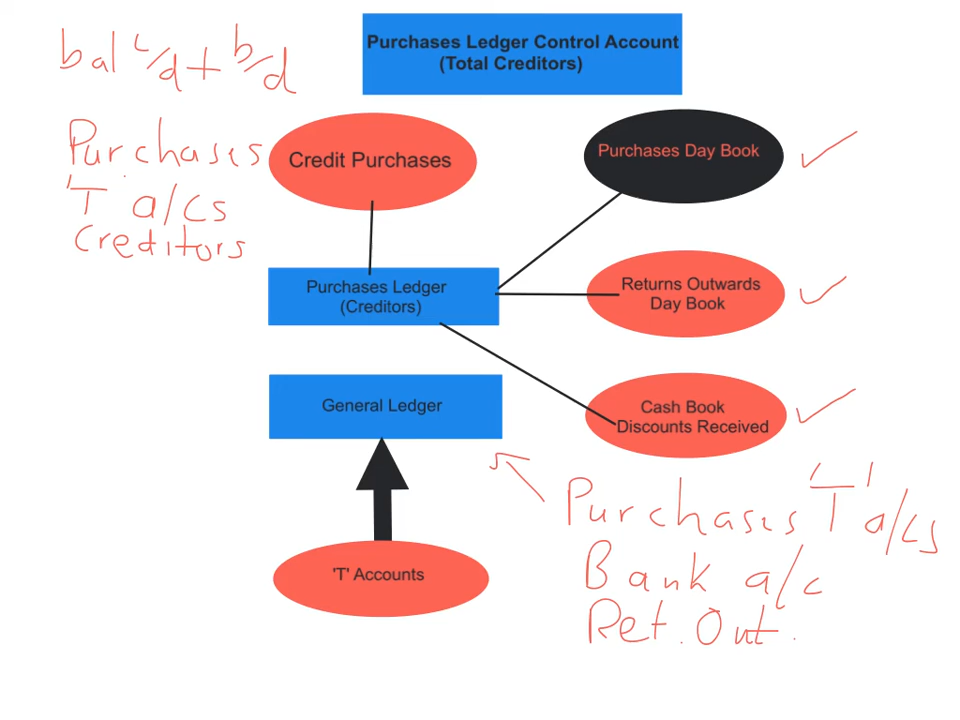 Purchases Ledger Control Account
(Total Creditors)
bal c/d + b/d
Purchases
'T a/cs
Creditors
Credit Purchases
Purchases Day Book
Purchases Ledger
(Creditors)
Returns Outwards
Day Book
General Ledger
Cash Book
Discounts Received
'T' Accounts
Purchases 'T' a/cs
Bank a/c
Ret. Out.